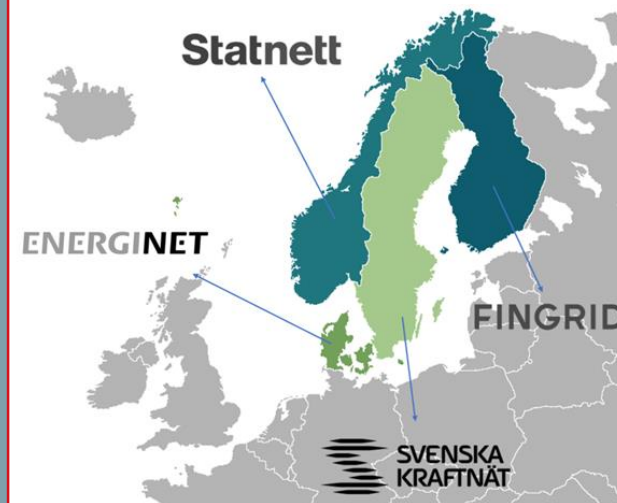 Statnett
ENERGINET
FINGRID
SVENSKA
KRAFTNÄT